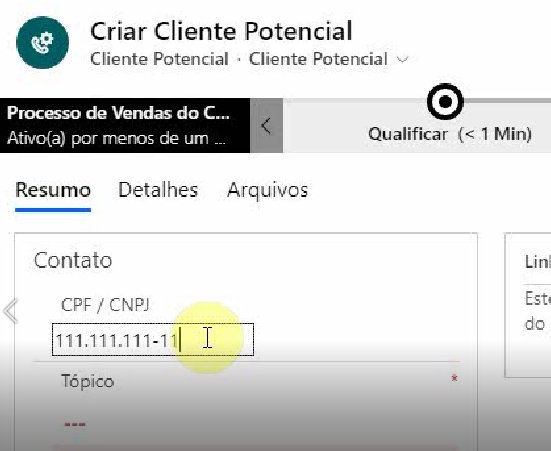 Criar Cliente Potencial
Cliente Potencial · Cliente Potencial
Processo de Vendas do C...
Ativo(a) por menos de um ...
Qualificar (< 1 Min)
Resumo Detalhes Arquivos
Contato
CPF / CNPJ
111.111.111-11
Tópico *
---
Lin
Este
do